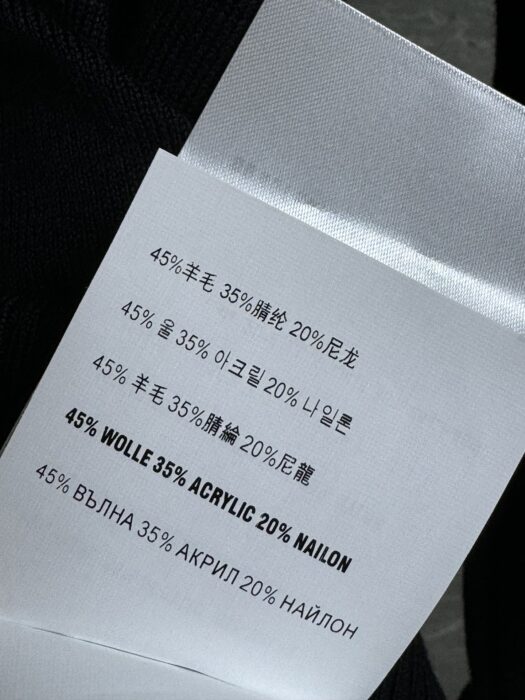 45%羊毛 35%腈纶 20%尼龙
45% 울 35% 아크릴 20% 나일론
45% 羊毛 35%腈綸 20%尼龍
45% WOLLE 35% ACRYLIC 20% NAILON
45% ВЪЛНА 35% АКРИЛ 20% НАЙЛОН